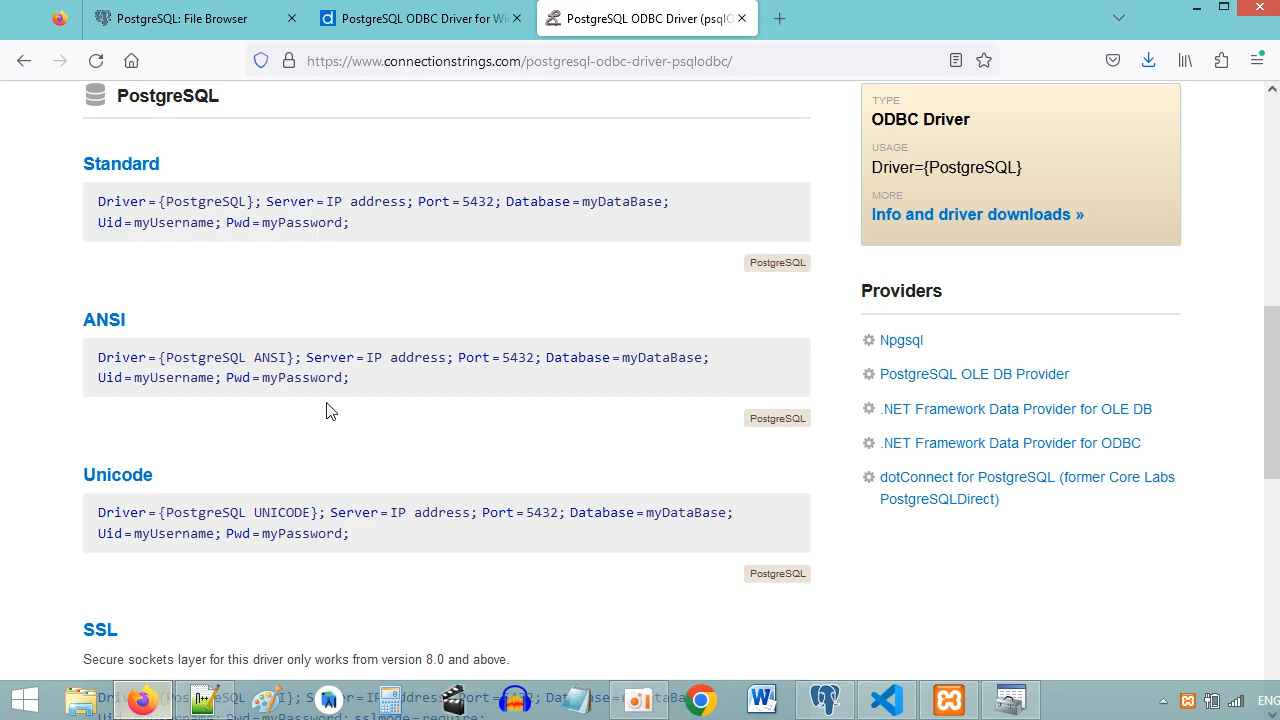 PostgreSQL: File Browser
PostgreSQL ODBC Driver for Wi
PostgreSQL ODBC Driver (psqlO
https://www.connectionstrings.com/postgresql-odbc-driver-psqlodbc/
PostgreSQL
Standard
Driver={PostgreSQL}; Server=IP address; Port=5432; Database=myDataBase;
Uid=myUsername; Pwd=myPassword;
PostgreSQL
ANSI
Driver={PostgreSQL ANSI}; Server=IP address; Port=5432; Database=myDataBase;
Uid=myUsername; Pwd=myPassword;
PostgreSQL
Unicode
Driver={PostgreSQL UNICODE}; Server=IP address; Port=5432; Database=myDataBase;
Uid=myUsername; Pwd=myPassword;
PostgreSQL
SSL
Secure sockets layer for this driver only works from version 8.0 and above.
TYPE
ODBC Driver
USAGE
Driver={PostgreSQL}
MORE
Info and driver downloads »
Providers
Npgsql
PostgreSQL OLE DB Provider
.NET Framework Data Provider for OLE DB
.NET Framework Data Provider for ODBC
dotConnect for PostgreSQL (former Core Labs
PostgreSQLDirect)
ENG